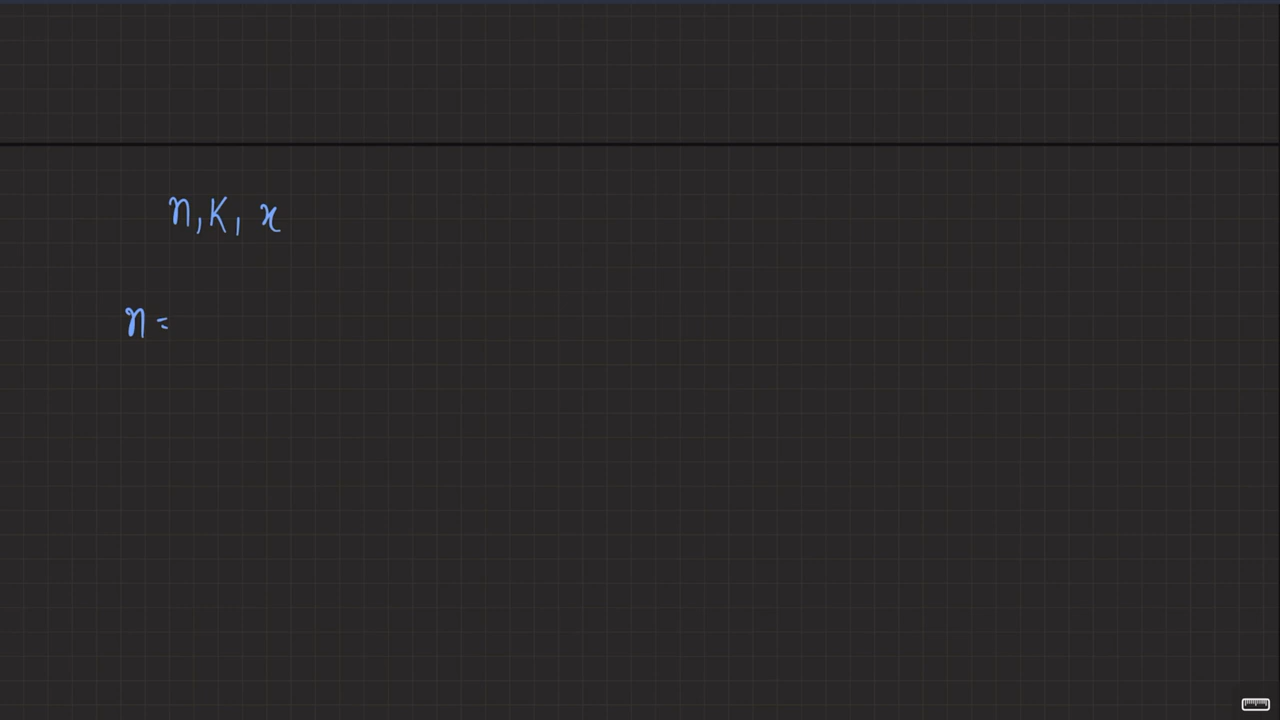 n, K, x
n =